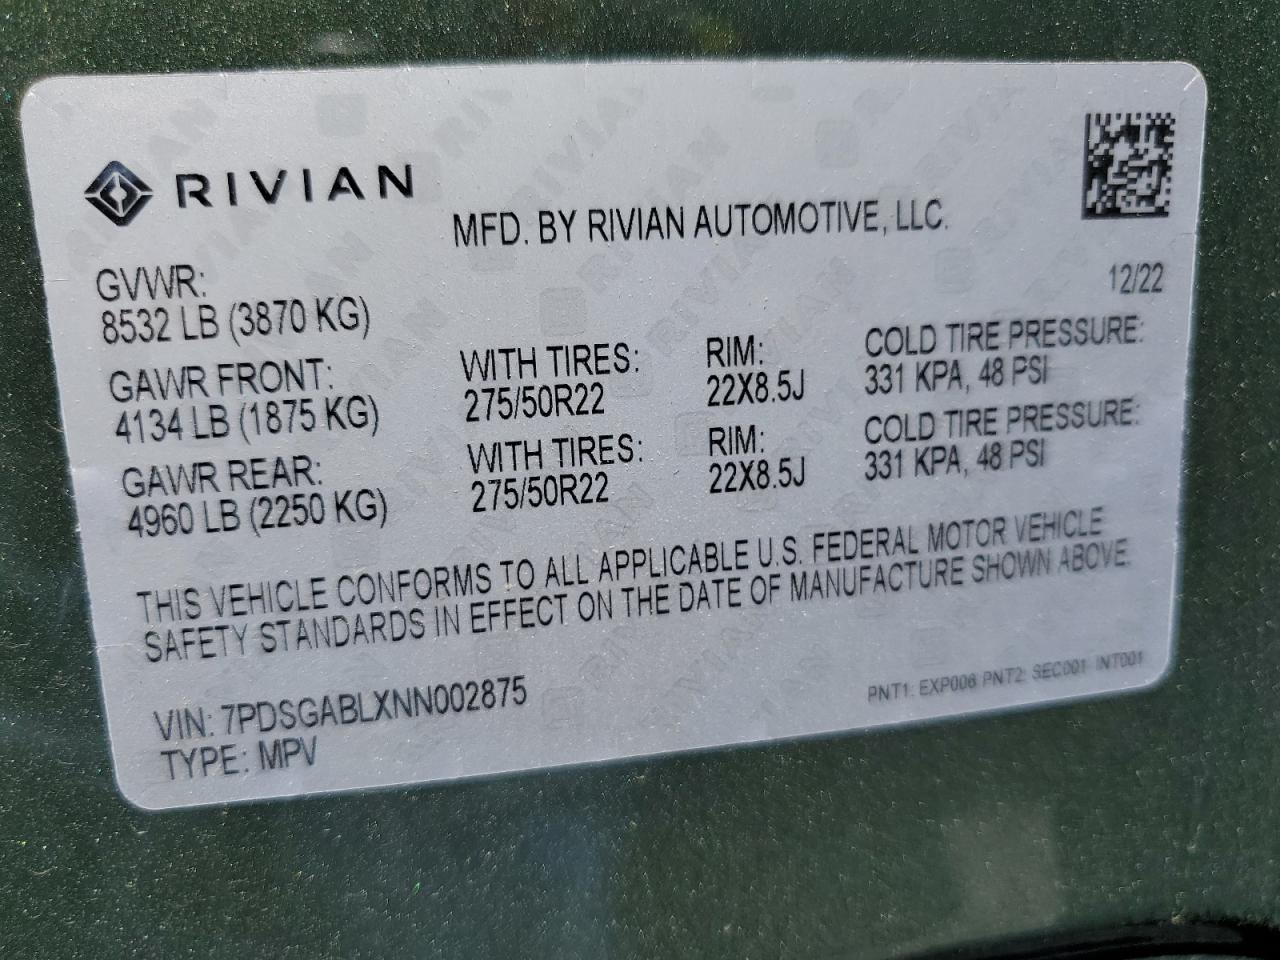 RIVIAN
MFD. BY RIVIAN AUTOMOTIVE, LLC.
12/22
GVWR:
8532 LB (3870 KG)
GAWR FRONT: WITH TIRES: RIM: COLD TIRE PRESSURE:
4134 LB (1875 KG) 275/50R22 22X8.5J 331 KPA, 48 PSI
GAWR REAR: WITH TIRES: RIM: COLD TIRE PRESSURE:
4960 LB (2250 KG) 275/50R22 22X8.5J 331 KPA, 48 PSI
THIS VEHICLE CONFORMS TO ALL APPLICABLE U.S. FEDERAL MOTOR VEHICLE
SAFETY STANDARDS IN EFFECT ON THE DATE OF MANUFACTURE SHOWN ABOVE.
VIN: 7PDSGABLXNN002875
TYPE: MPV
PNT1: EXP006 PNT2: SEC001 INT001